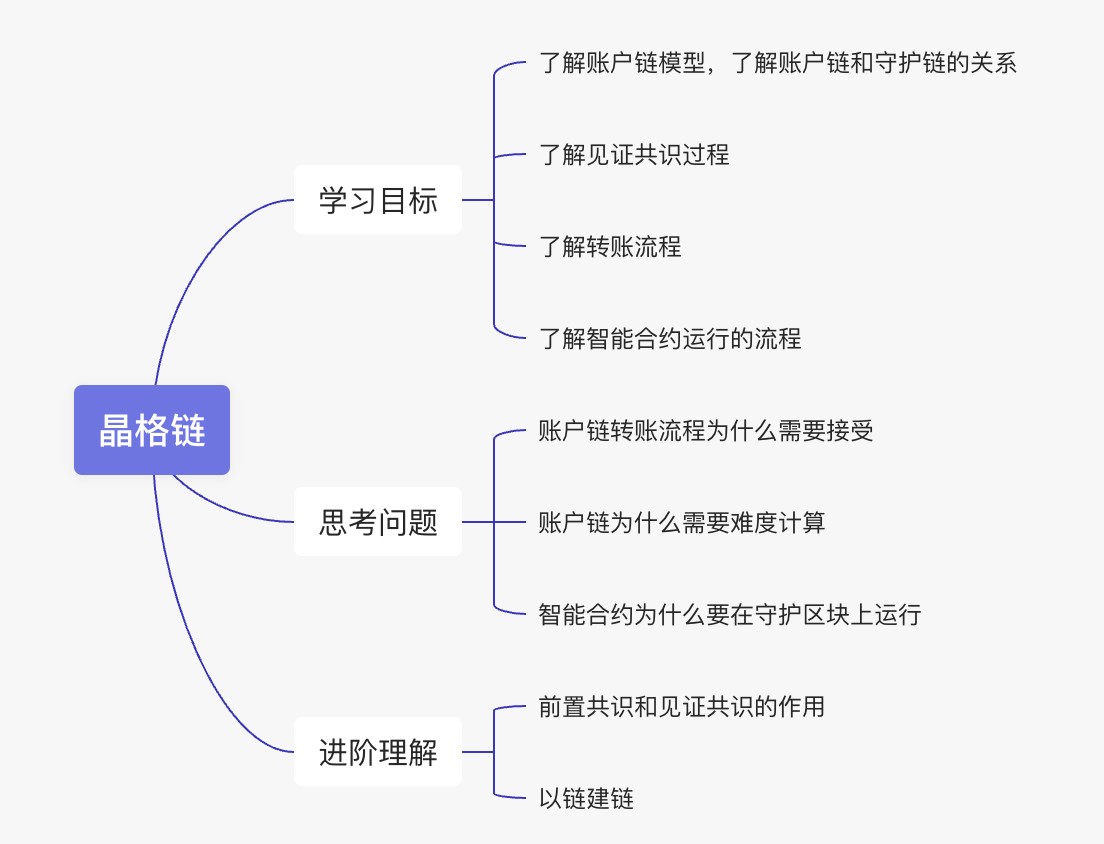 晶格链
学习目标
了解账户链模型，了解账户链和守护链的关系
了解见证共识过程
了解转账流程
了解智能合约运行的流程
思考问题
账户链转账流程为什么需要接受
账户链为什么需要难度计算
智能合约为什么要在守护区块上运行
进阶理解
前置共识和见证共识的作用
以链建链